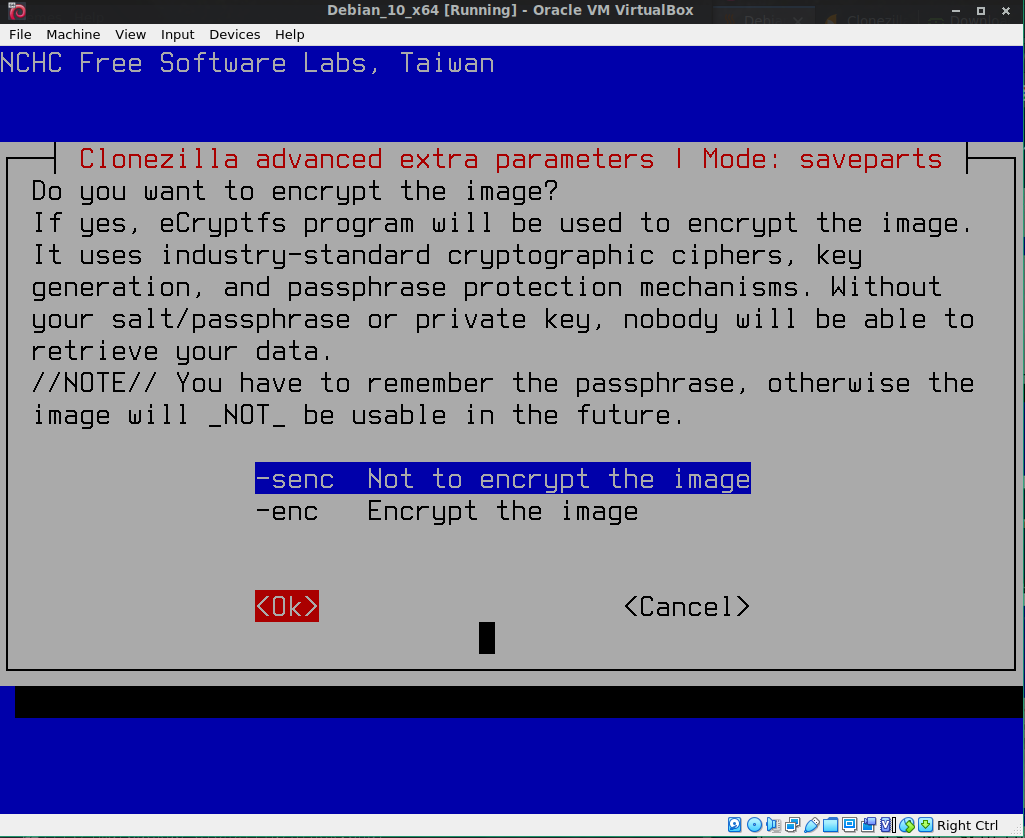 Debian_10_x64 [Running] - Oracle VM VirtualBox
File Machine View Input Devices Help
NCHC Free Software Labs, Taiwan
Clonezilla advanced extra parameters | Mode: saveparts
Do you want to encrypt the image?
If yes, eCryptfs program will be used to encrypt the image.
It uses industry-standard cryptographic ciphers, key
generation, and passphrase protection mechanisms. Without
your salt/passphrase or private key, nobody will be able to
retrieve your data.
//NOTE// You have to remember the passphrase, otherwise the
image will _NOT_ be usable in the future.
-senc Not to encrypt the image
-enc Encrypt the image
<Ok> <Cancel>
Right Ctrl